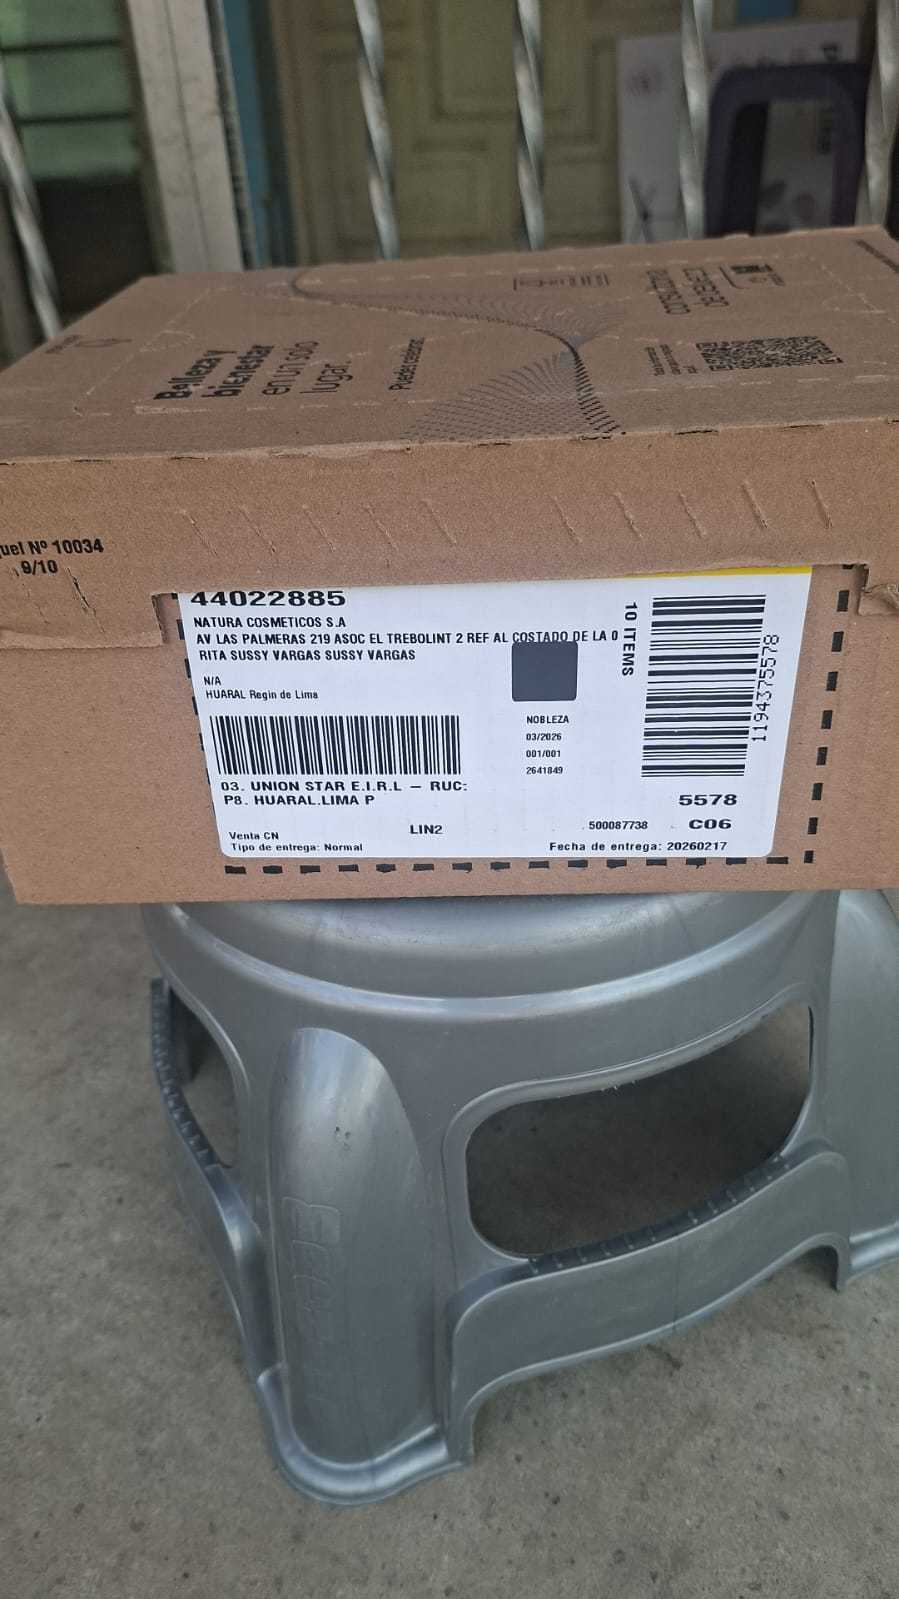 Belleza y
bienestar
en un solo
lugar.
Puedes celebrar.
uel Nº 10034
9/10
44022885
NATURA COSMETICOS S.A
AV LAS PALMERAS 219 ASOC EL TREBOLINT 2 REF AL COSTADO DE LA 0
RITA SUSSY VARGAS SUSSY VARGAS
N/A
HUARAL Regin de Lima
10 ITEMS
1194375578
NOBLEZA
03/2026
001/001
2641849
03. UNION STAR E.I.R.L — RUC:
P8. HUARAL.LIMA P
5578
LIN2
500087738
C06
Venta CN
Tipo de entrega: Normal
Fecha de entrega: 20260217